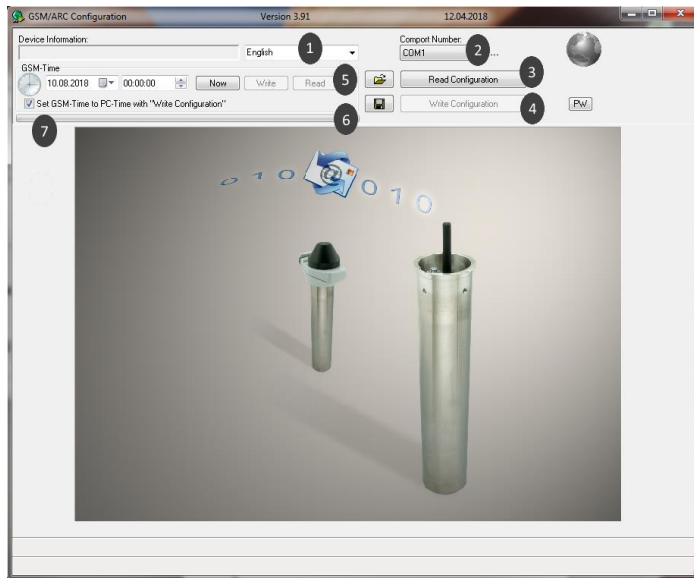 GSM/ARC Configuration Version 3.91 12.04.2018
Device Information:
English
1
Comport Number:
COM1
2
...
GSM-Time
10.08.2018 00:00:00 Now Write Read
5
Read Configuration
3
Set GSM-Time to PC-Time with "Write Configuration"
6
Write Configuration
4
PW
7
0 1 0 @ 0 1 0